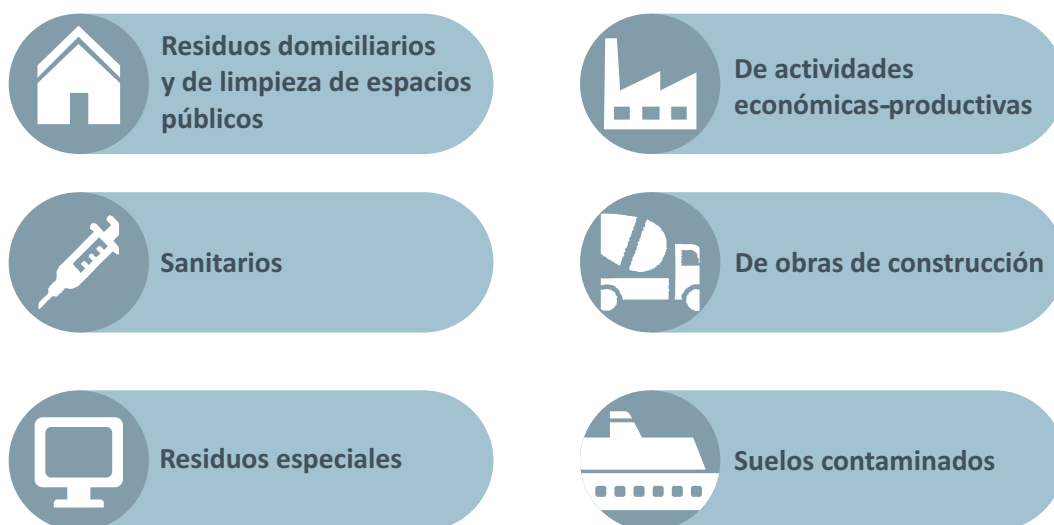 Residuos domiciliarios
y de limpieza de espacios
públicos
De actividades
económicas-productivas
Sanitarios
De obras de construcción
Residuos especiales
Suelos contaminados